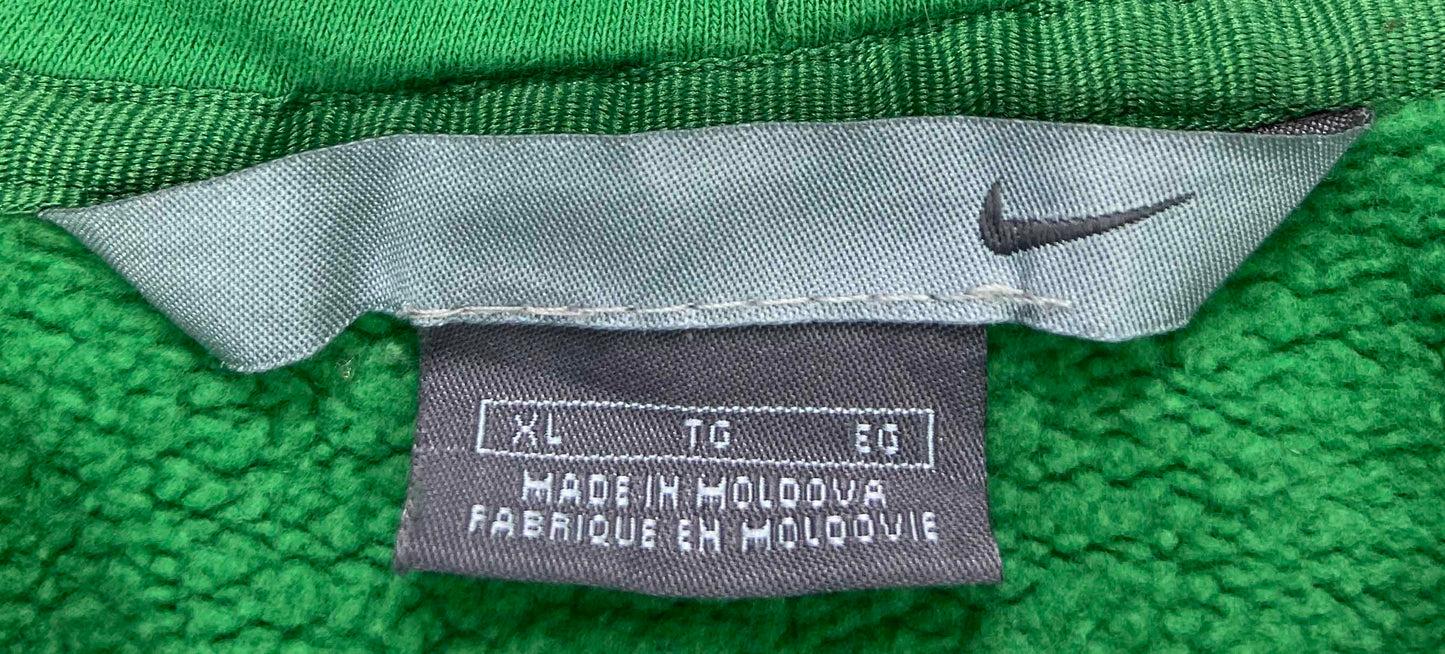 XL TG EG
MADE IN MOLDOVA
FABRIQUE EN MOLDOVIE